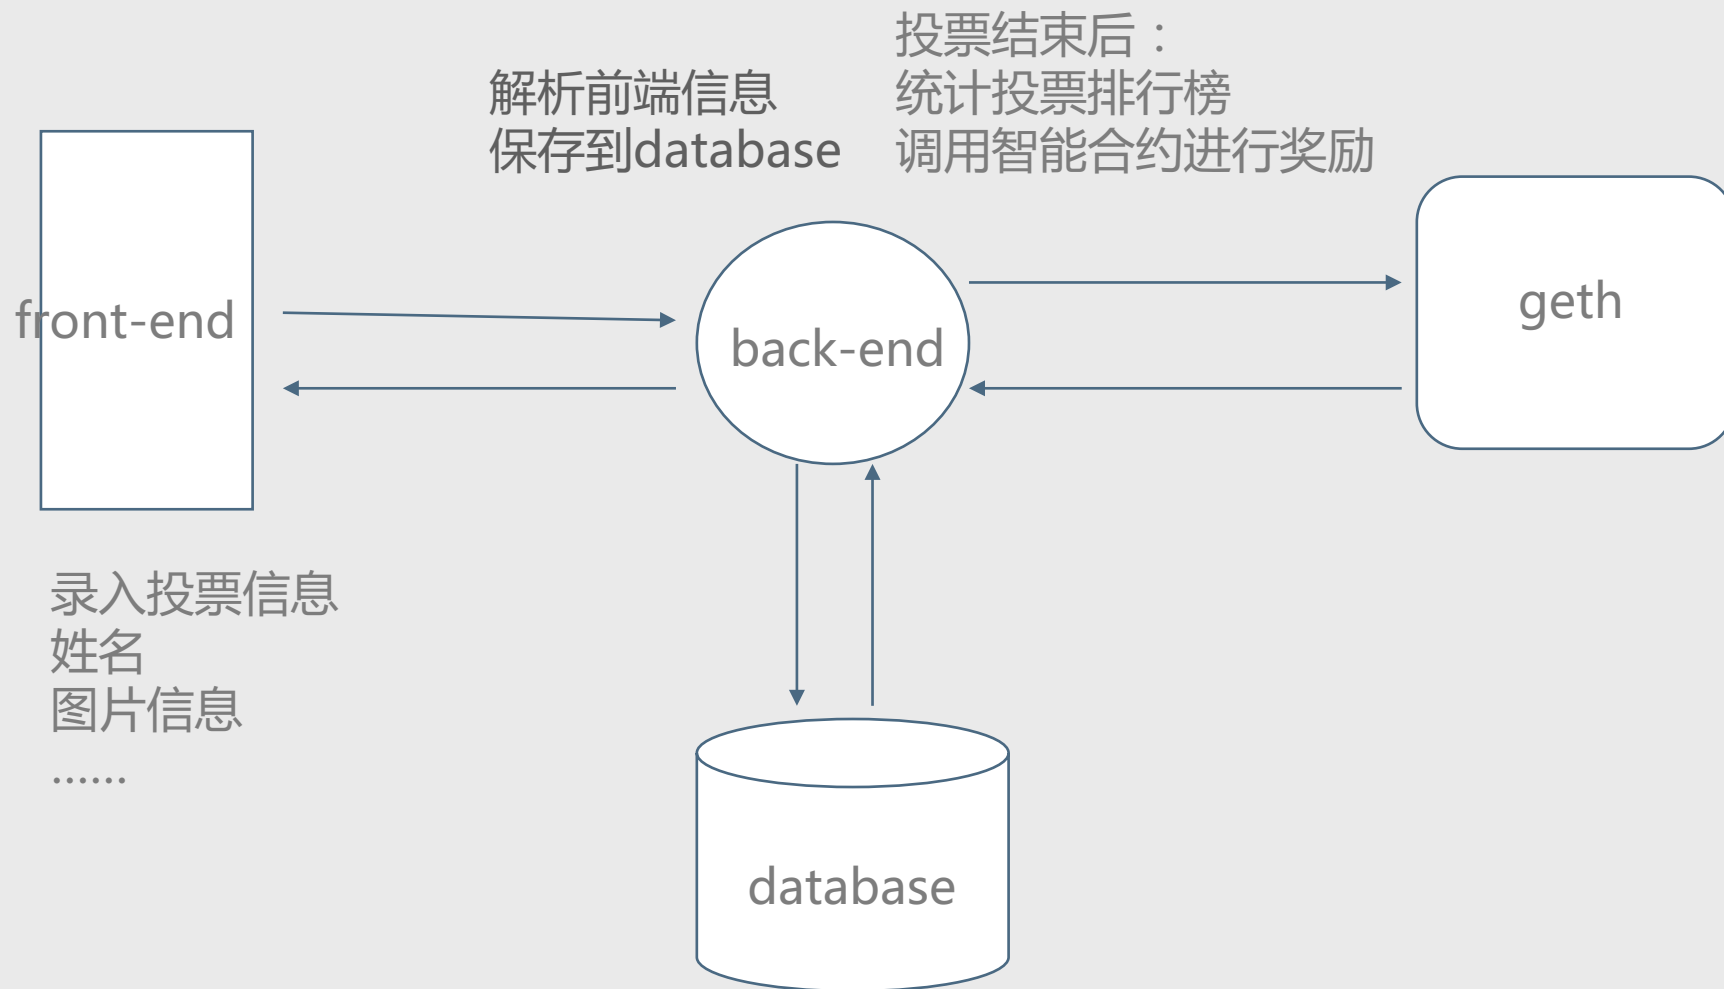 投票结束后：
统计投票排行榜
调用智能合约进行奖励
解析前端信息
保存到database
front-end
back-end
geth
录入投票信息
姓名
图片信息
……
database